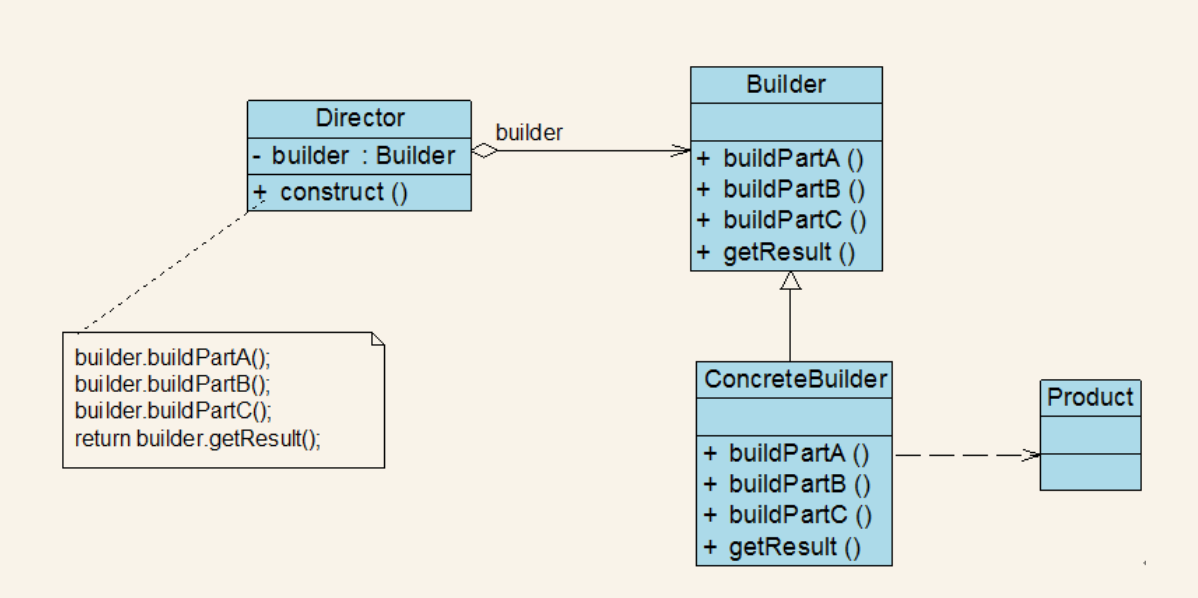 Director
- builder : Builder
+ construct ()
builder
Builder
+ buildPartA ()
+ buildPartB ()
+ buildPartC ()
+ getResult ()
builder.buildPartA();
builder.buildPartB();
builder.buildPartC();
return builder.getResult();
ConcreteBuilder
+ buildPartA ()
+ buildPartB ()
+ buildPartC ()
+ getResult ()
Product